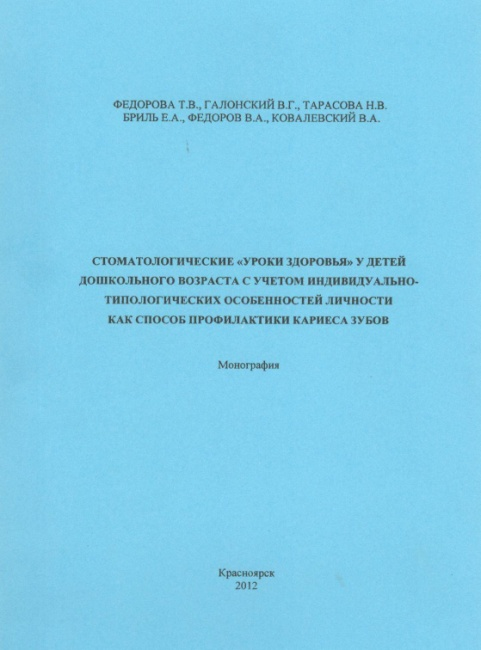 ФЕДОРОВА Т.В., ГАЛОНСКИЙ В.Г., ТАРАСОВА Н.В.
БРИЛЬ Е.А., ФЕДОРОВ В.А., КОВАЛЕВСКИЙ В.А.
СТОМАТОЛОГИЧЕСКИЕ «УРОКИ ЗДОРОВЬЯ» У ДЕТЕЙ
ДОШКОЛЬНОГО ВОЗРАСТА С УЧЕТОМ ИНДИВИДУАЛЬНО-
ТИПОЛОГИЧЕСКИХ ОСОБЕННОСТЕЙ ЛИЧНОСТИ
КАК СПОСОБ ПРОФИЛАКТИКИ КАРИЕСА ЗУБОВ
Монография
Красноярск
2012